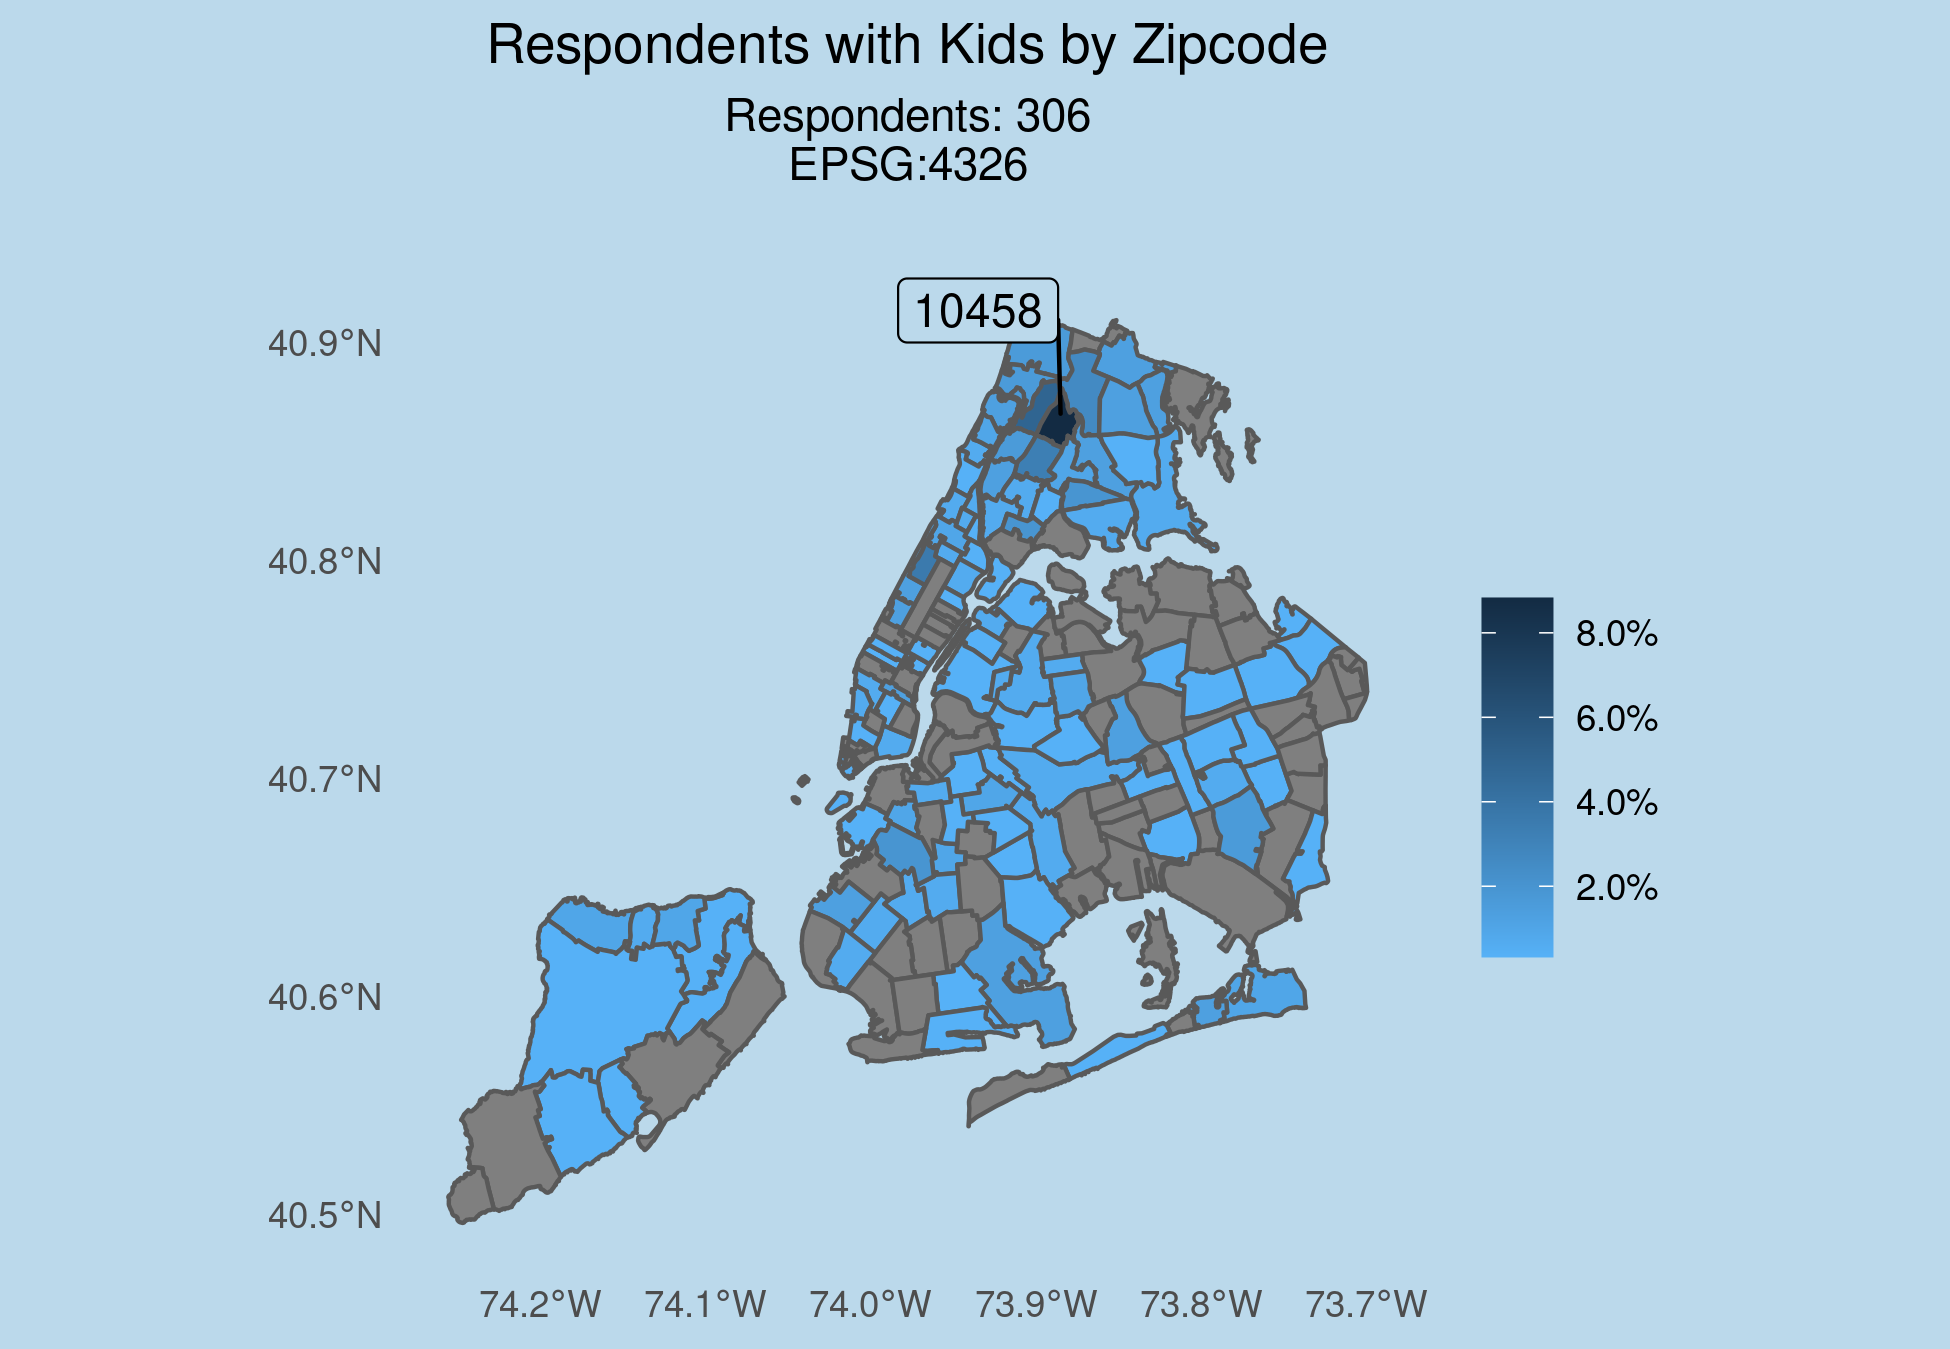 Respondents with Kids by Zipcode
Respondents: 306
EPSG:4326
10458
40.9°N
40.8°N
40.7°N
40.6°N
40.5°N
74.2°W 74.1°W 74.0°W 73.9°W 73.8°W 73.7°W
8.0%
6.0%
4.0%
2.0%